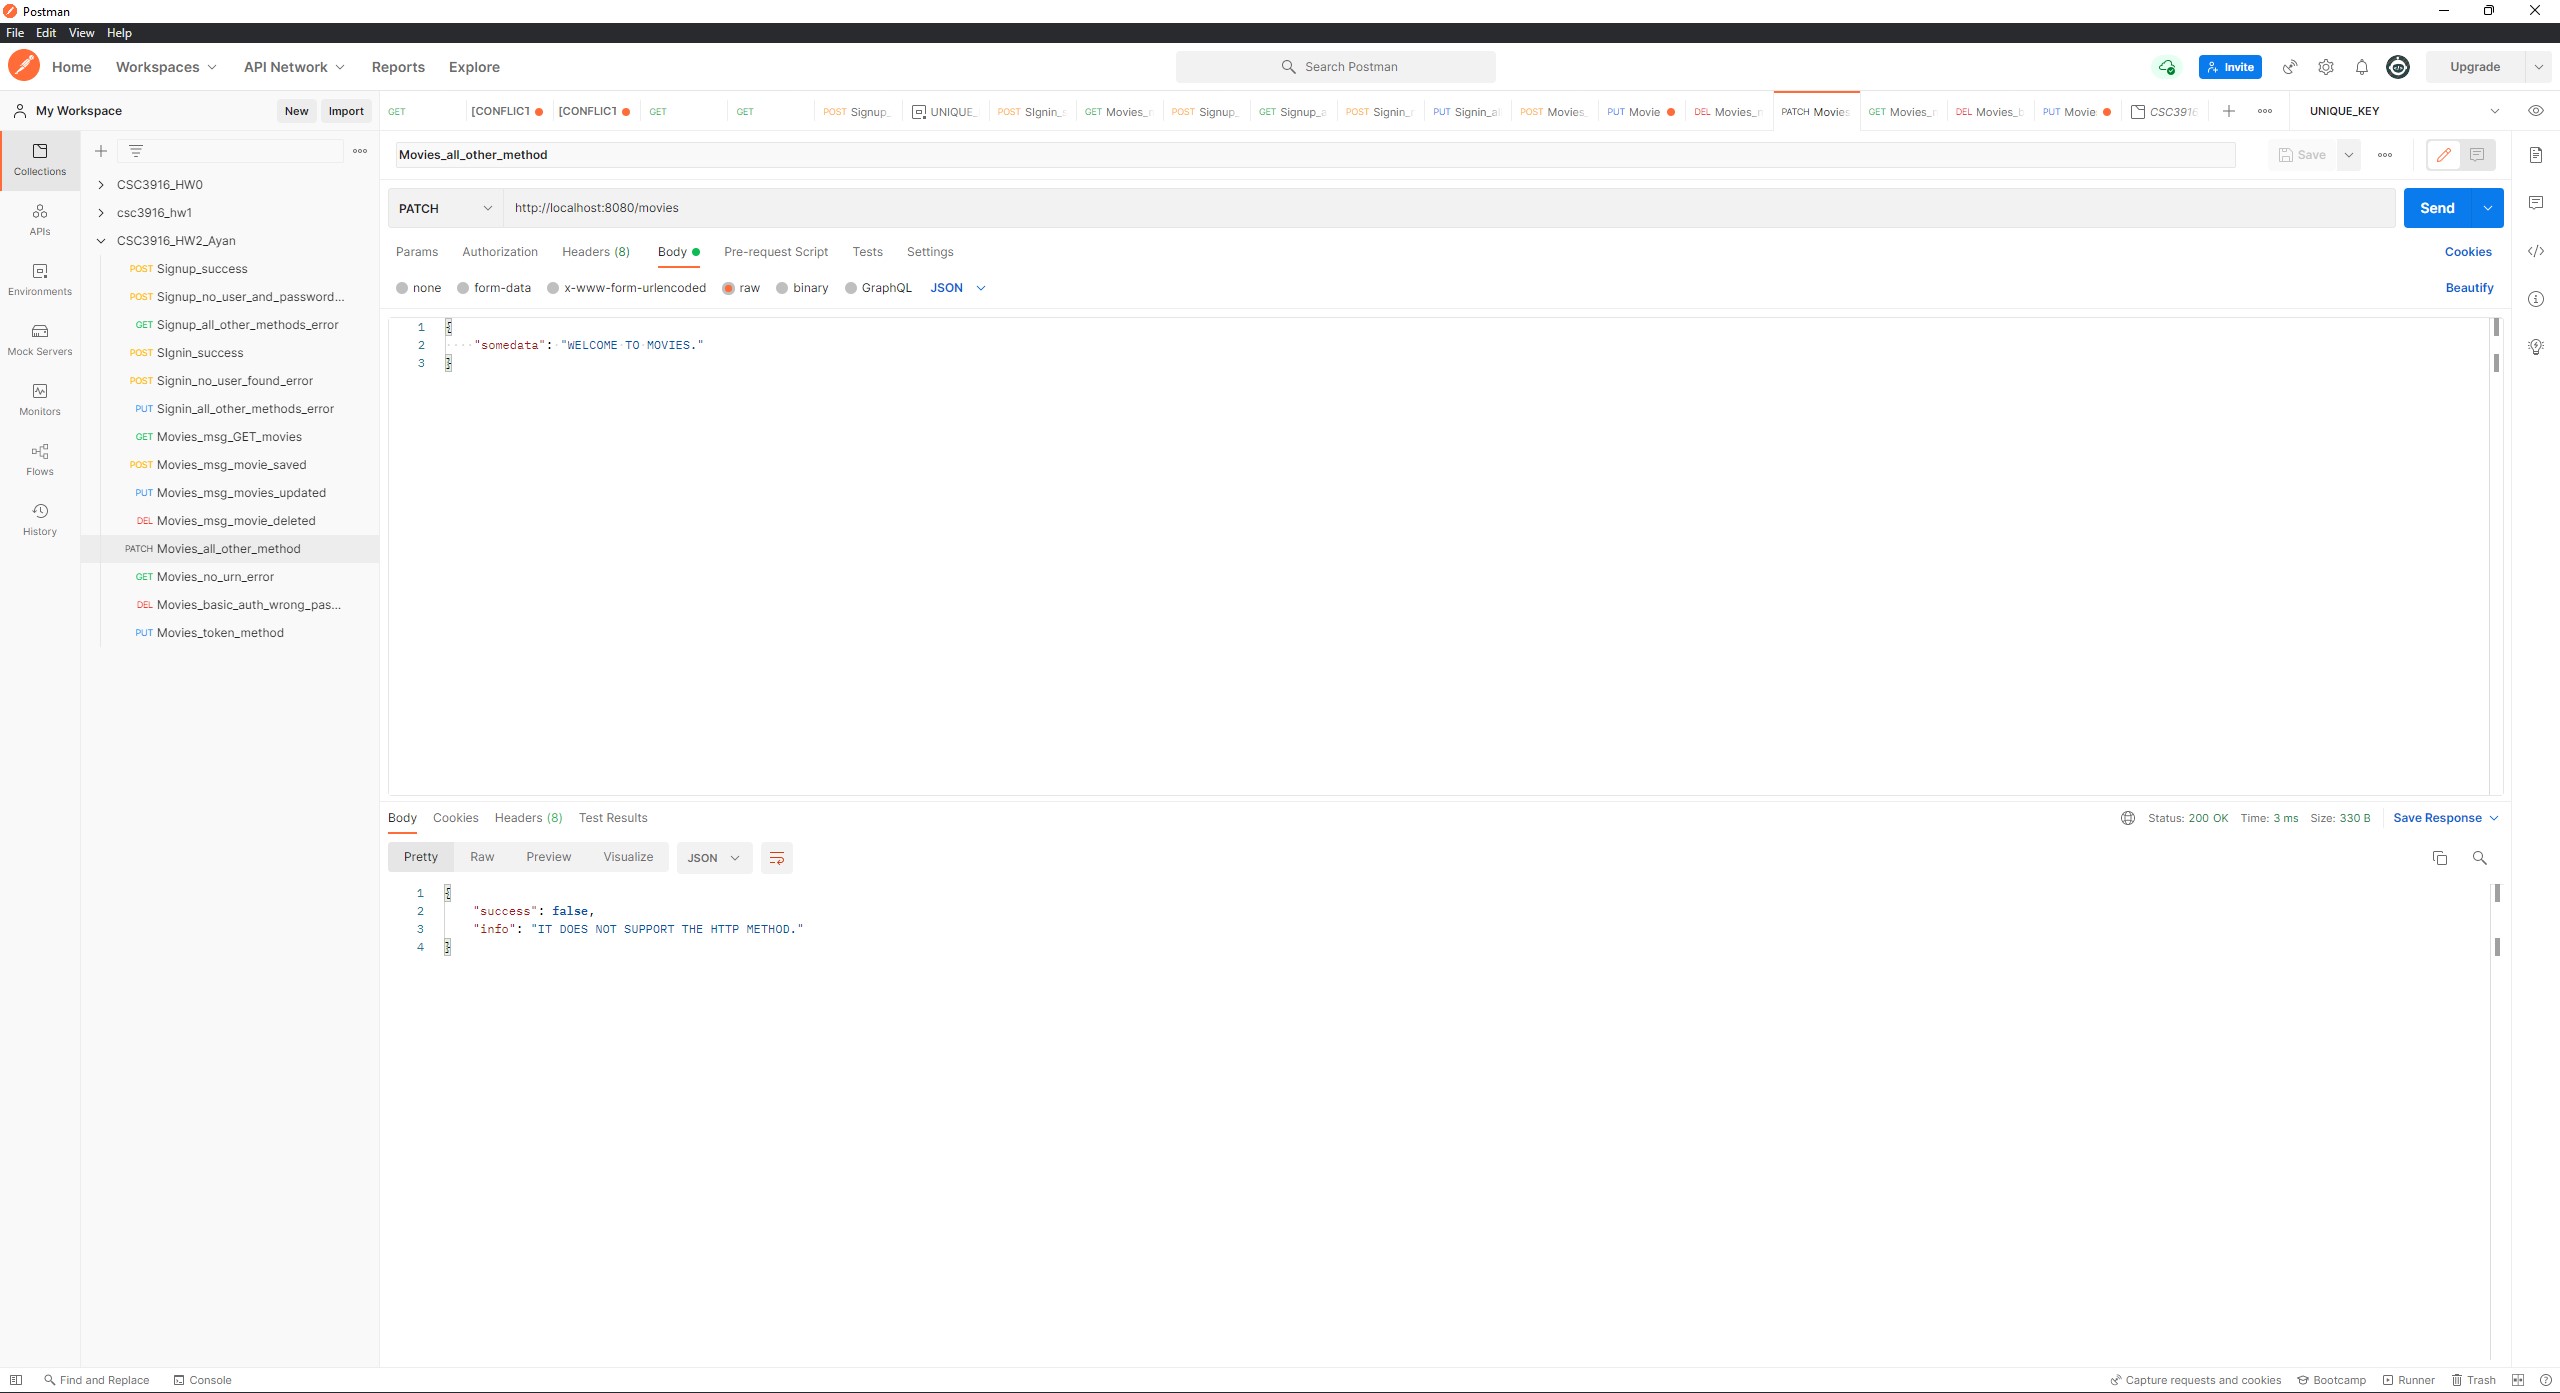 Postman
File Edit View Help
Home Workspaces API Network Reports Explore Search Postman Invite Upgrade
My Workspace New Import
GET [CONFLICT [CONFLICT GET GET POST Signup_ UNIQUE_ POST SIgnin_s GET Movies_ POST Signup_ GET Signup_a POST Signin_ PUT Signin_al POST Movies_ PUT Movie DEL Movies_ PATCH Movies GET Movies_ DEL Movies_b PUT Movie CSC3916 UNIQUE_KEY
Collections
APIs
Environments
Mock Servers
Monitors
Flows
History
CSC3916_HW0
csc3916_hw1
CSC3916_HW2_Ayan
POST Signup_success
POST Signup_no_user_and_password...
GET Signup_all_other_methods_error
POST SIgnin_success
POST Signin_no_user_found_error
PUT Signin_all_other_methods_error
GET Movies_msg_GET_movies
POST Movies_msg_movie_saved
PUT Movies_msg_movies_updated
DEL Movies_msg_movie_deleted
PATCH Movies_all_other_method
GET Movies_no_urn_error
DEL Movies_basic_auth_wrong_pas...
PUT Movies_token_method
Movies_all_other_method Save
PATCH http://localhost:8080/movies Send
Params Authorization Headers (8) Body Pre-request Script Tests Settings Cookies
none form-data x-www-form-urlencoded raw binary GraphQL JSON Beautify
1 {
2 "somedata": "WELCOME TO MOVIES."
3 }
Body Cookies Headers (8) Test Results Status: 200 OK Time: 3 ms Size: 330 B Save Response
Pretty Raw Preview Visualize JSON
1 {
2 "success": false,
3 "info": "IT DOES NOT SUPPORT THE HTTP METHOD."
4 }
Find and Replace Console Capture requests and cookies Bootcamp Runner Trash